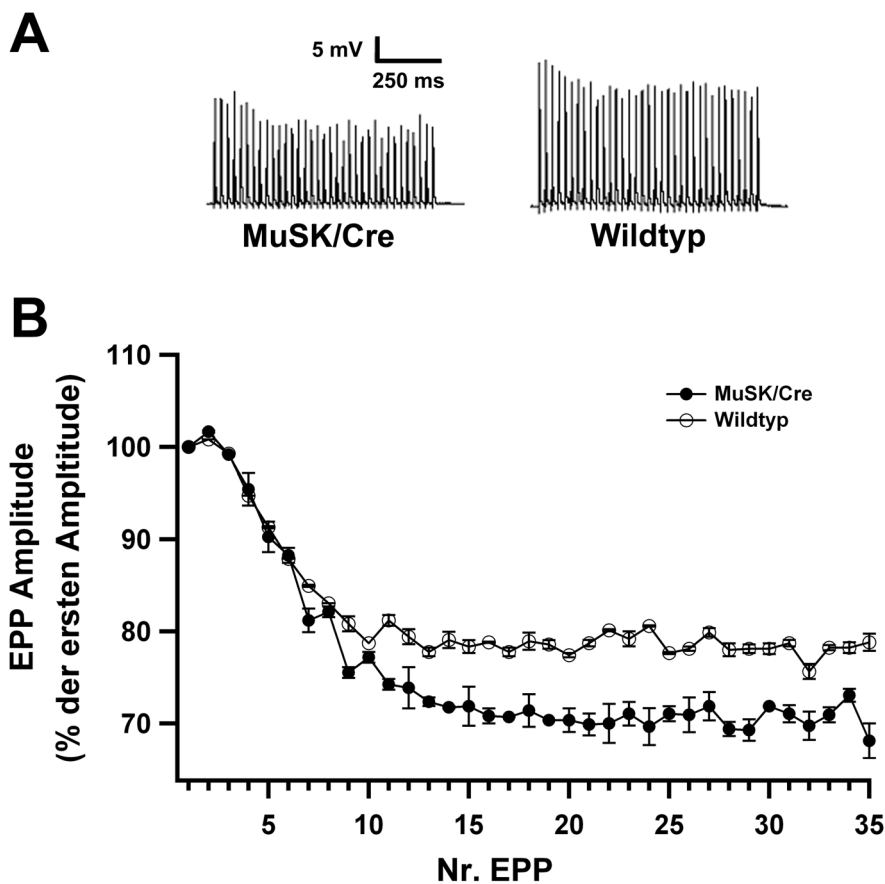 A
5 mV
250 ms
MuSK/Cre
Wildtyp
B
110
100
90
80
70
EPP Amplitude
(% der ersten Ampltitude)
MuSK/Cre
Wildtyp
5
10
15
20
25
30
35
Nr. EPP